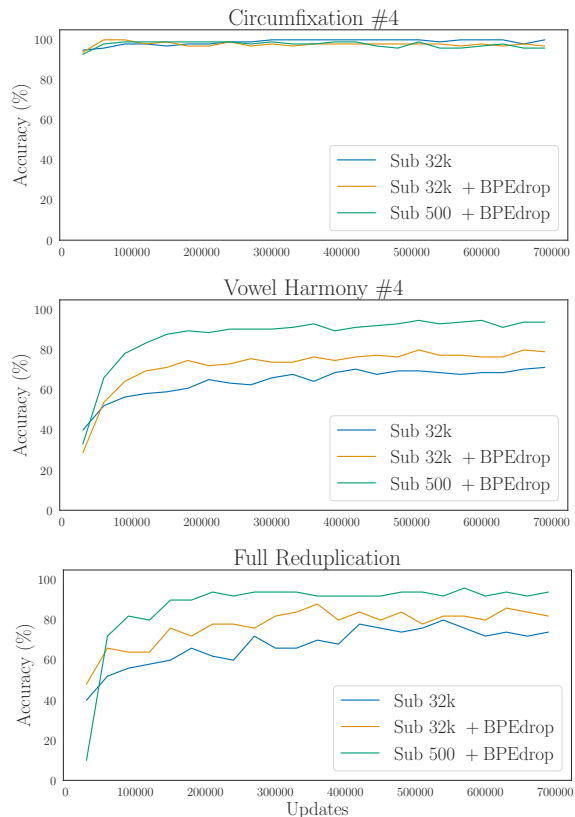 Circumfixation #4
Accuracy (%)
100
80
60
40
20
0
Sub 32k
Sub 32k + BPEdrop
Sub 500 + BPEdrop
0 100000 200000 300000 400000 500000 600000 700000
Vowel Harmony #4
Accuracy (%)
100
80
60
40
20
0
Sub 32k
Sub 32k + BPEdrop
Sub 500 + BPEdrop
0 100000 200000 300000 400000 500000 600000 700000
Full Reduplication
Accuracy (%)
100
80
60
40
20
0
Sub 32k
Sub 32k + BPEdrop
Sub 500 + BPEdrop
0 100000 200000 300000 400000 500000 600000 700000
Updates